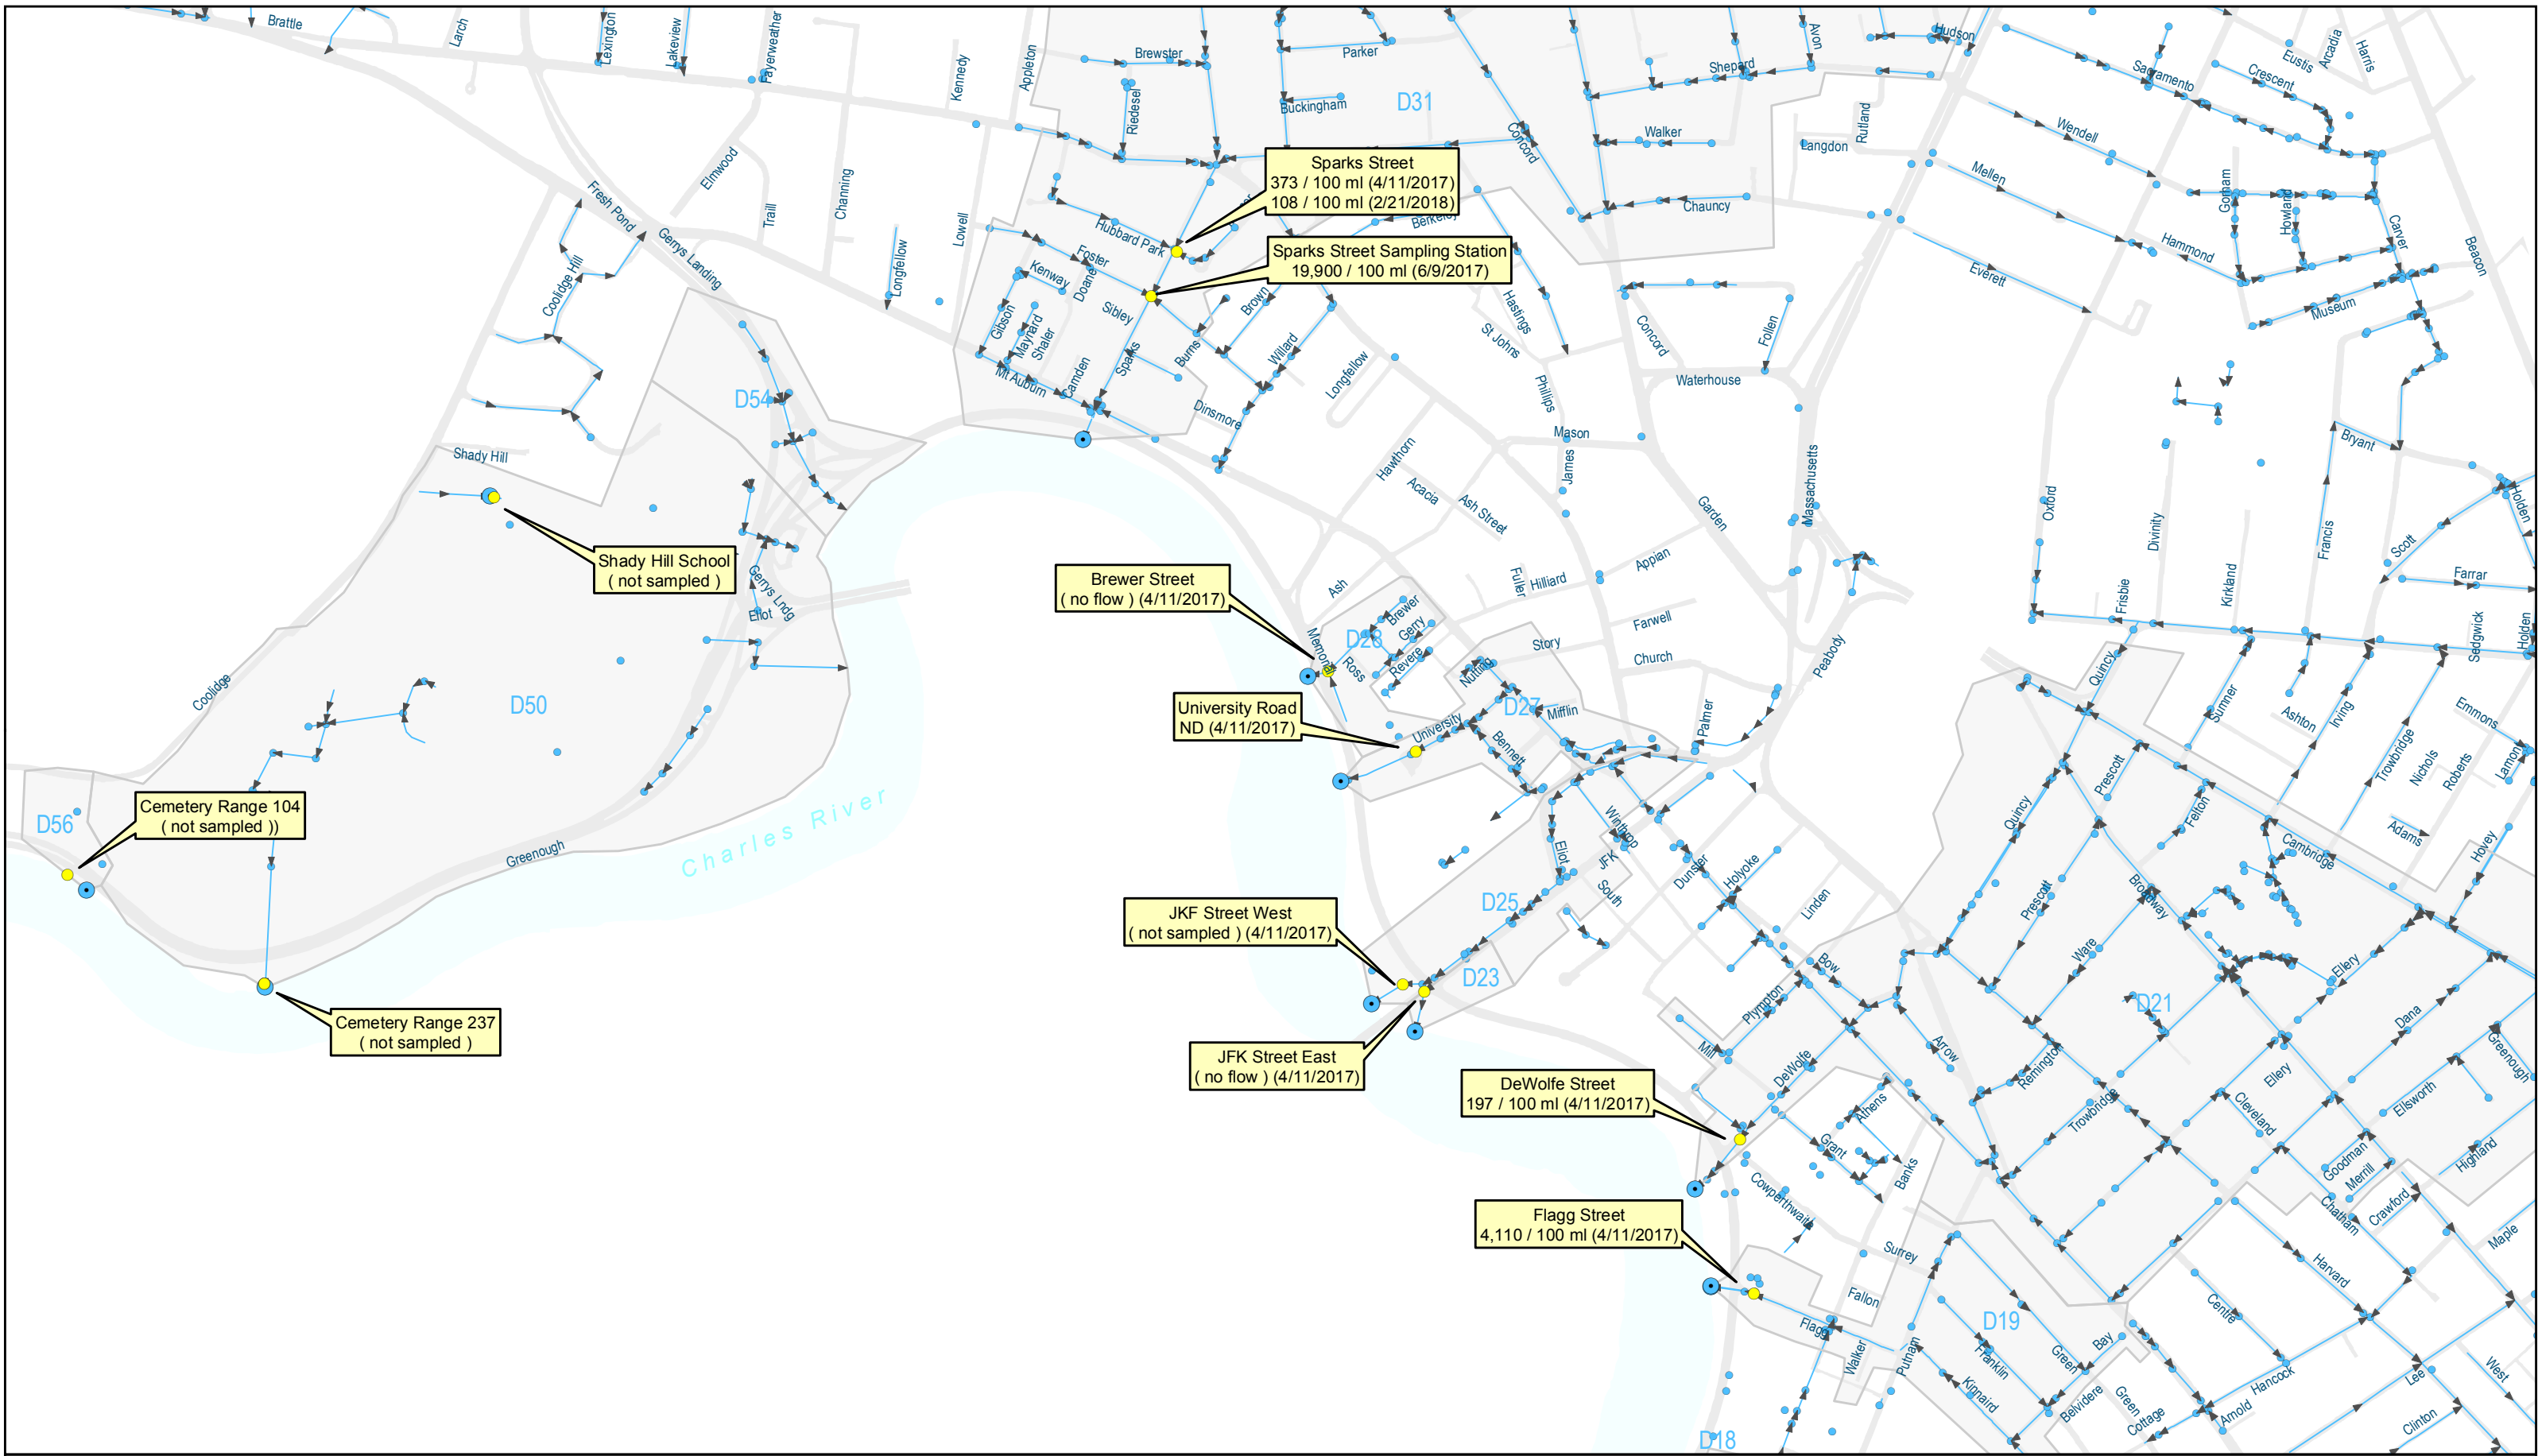 Brattle
Larch
Lexington
Lakeview
Fayerweather
Kennedy
Appleton
Brewster
Parker
Avon
Hudson
Sacramento
Crescent
Eustis
Arcadia
Harris
Riedesel
Buckingham
D31
Shepard
Concord
Walker
Langdon
Rutland
Wendell
Mellen
Elmwood
Traill
Channing
Lowell
Longfellow
Fresh Pond
Gerrys Landing
Coolidge Hill
Sparks Street
373 / 100 ml (4/11/2017)
108 / 100 ml (2/21/2018)
Berkeley
Chauncy
Gorham
Howland
Carver
Hammond
Beacon
Everett
Museum
Hubbard Park
Foster
Kenway
Doane
Sibley
Sparks Street Sampling Station
19,900 / 100 ml (6/9/2017)
Brown
Hastings
St Johns
Gibson
Maynard
Shaler
Mt Auburn
Camden
Sparks
Burns
Willard
Longfellow
Dinsmore
Concord
Follen
Waterhouse
Phillips
Mason
James
Hawthorn
Acacia
Ash Street
Garden
Massachusetts
Oxford
Divinity
Kirkland
Francis
Bryant
Holden
Scott
Farrar
D54
Shady Hill
Shady Hill School
( not sampled )
Gerrys Lndg
Eliot
Brewer Street
( no flow ) (4/11/2017)
Ash
Fuller
Hilliard
Appian
Memorial
D28
Brewer
Gerry
Revere
Ross
Story
Farwell
Church
Peabody
Frisbie
Quincy
Sedgwick
Holden
Nutting
D27
Mifflin
Palmer
University Road
ND (4/11/2017)
University
Bennett
Sumner
Ashton
Irving
Trowbridge
Nichols
Roberts
Emmons
Lamont
Coolidge
D50
D56
Cemetery Range 104
( not sampled ))
Greenough
Charles River
Winthrop
Eliot
JFK
South
Dunster
Holyoke
Linden
Quincy
Prescott
Felton
Adams
Hovey
Cambridge
Broadway
Prescott
Ware
Ellery
D25
D23
JKF Street West
( not sampled ) (4/11/2017)
Cemetery Range 237
( not sampled )
JFK Street East
( no flow ) (4/11/2017)
Bow
Plympton
Mill
DeWolfe
Arrow
Remington
D21
Dana
Greenough
Ellery
Ellsworth
Cleveland
Trowbridge
Goodman
Merrill
Highland
DeWolfe Street
197 / 100 ml (4/11/2017)
Athens
Grant
Banks
Cowperthwaite
Chatham
Crawford
Maple
Flagg Street
4,110 / 100 ml (4/11/2017)
Surrey
Fallon
Flagg
Walker
Putnam
D19
Franklin
Green
Bay
Kinnaird
Belvidere
Green
Cottage
Arnold
Hancock
Harvard
Centre
Lee
West
Clinton
D18